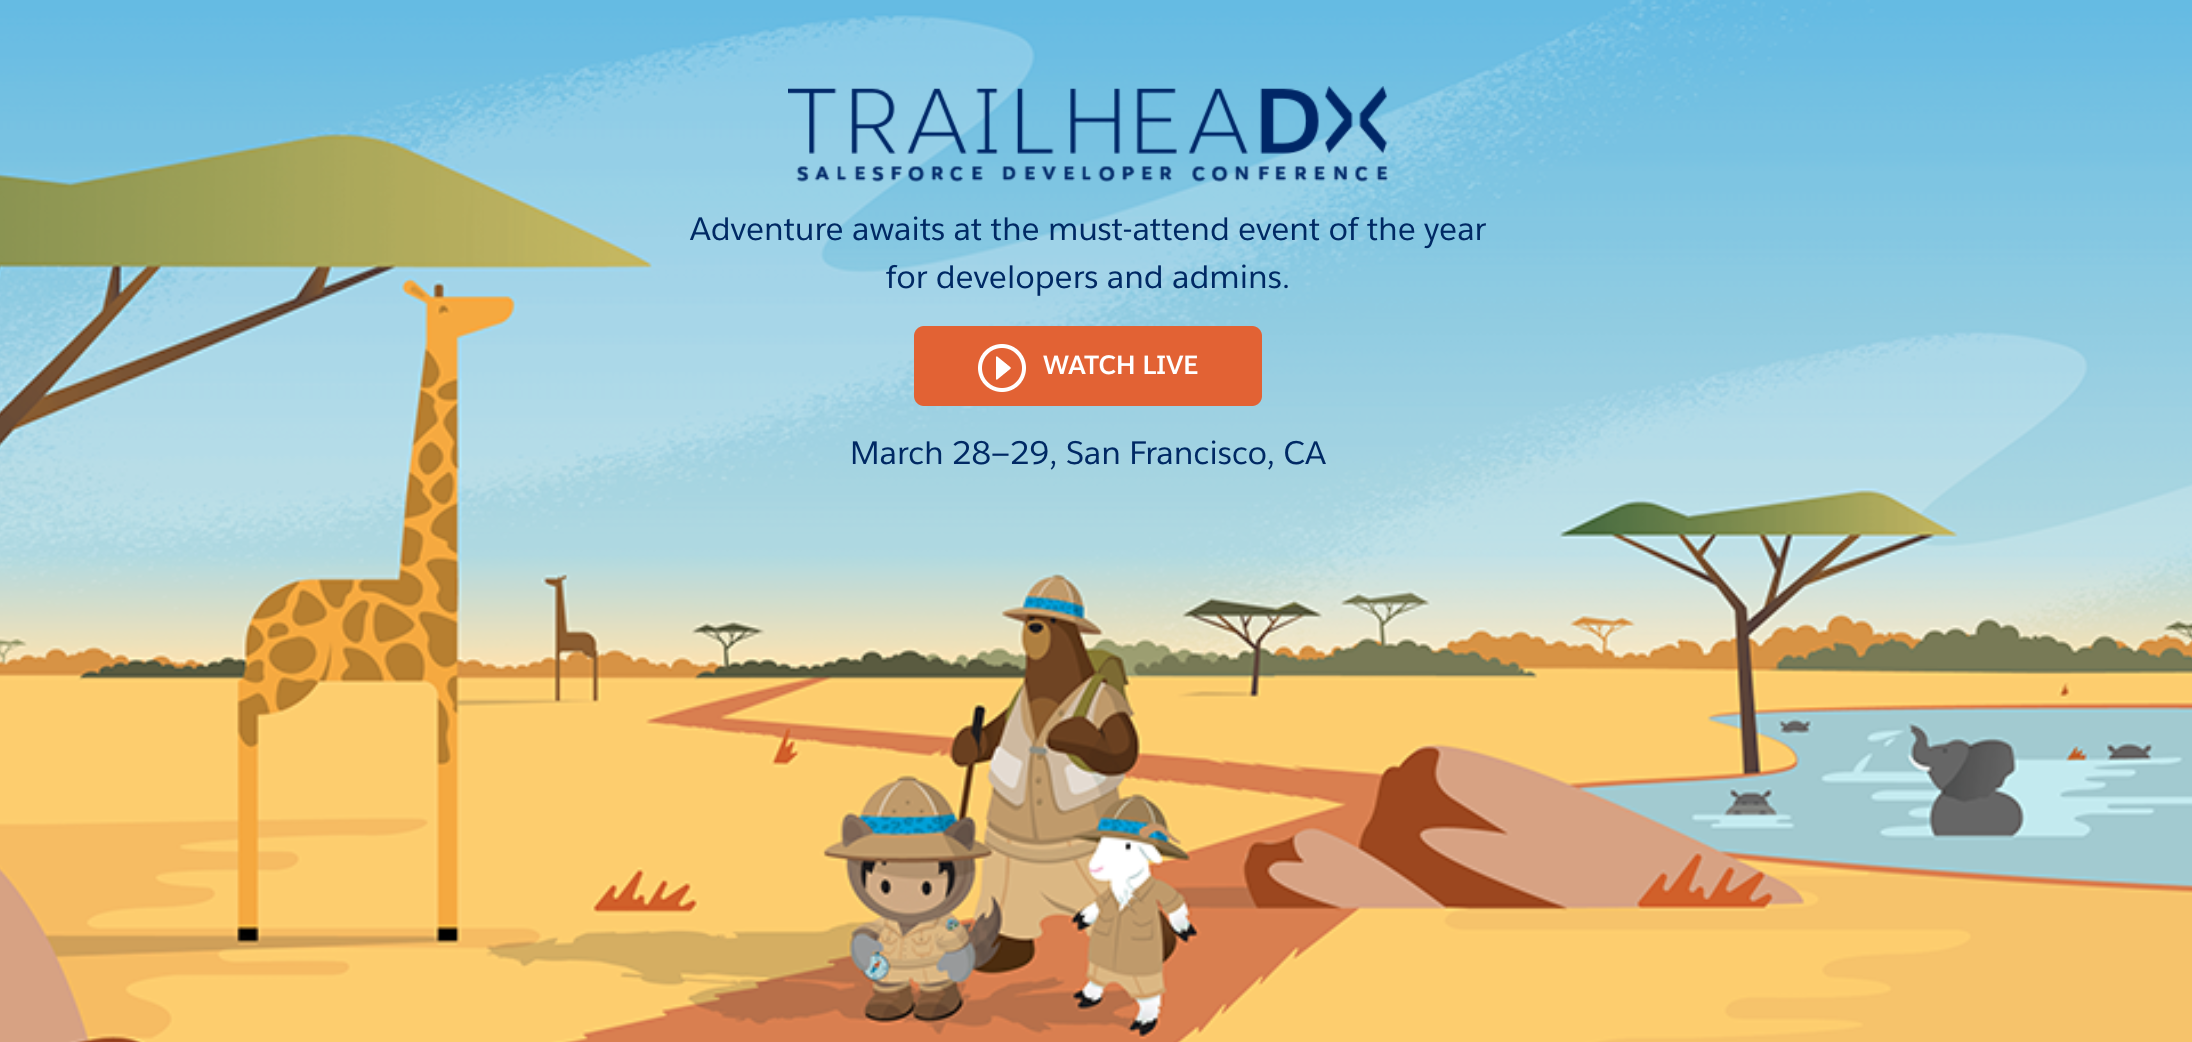 TRAILHEADX
SALESFORCE DEVELOPER CONFERENCE
Adventure awaits at the must-attend event of the year
for developers and admins.
WATCH LIVE
March 28–29, San Francisco, CA